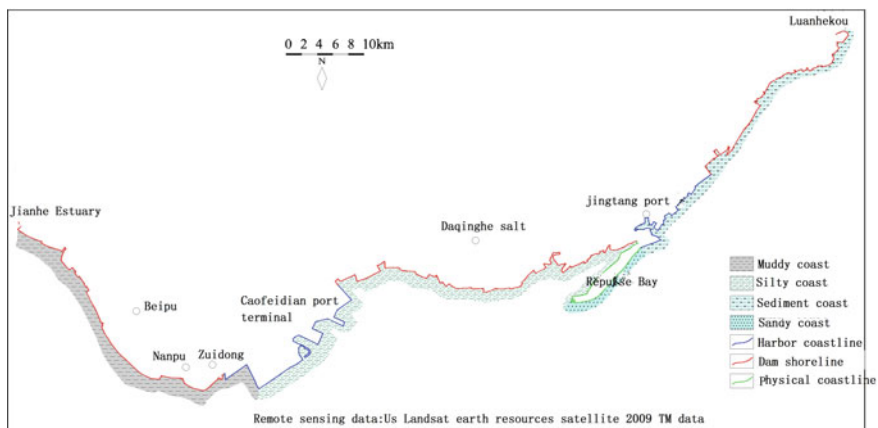 Luanhekou
0 2 4 6 8 10km
N
jingtang port
Jianhe Estuary
Daqinghe salt
Repulse Bay
Beipu
Caofeidian port
terminal
Nanpu
Zuidong
Muddy coast
Silty coast
Sediment coast
Sandy coast
Harbor coastline
Dam shoreline
physical coastline
Remote sensing data:Us Landsat earth resources satellite 2009 TM data